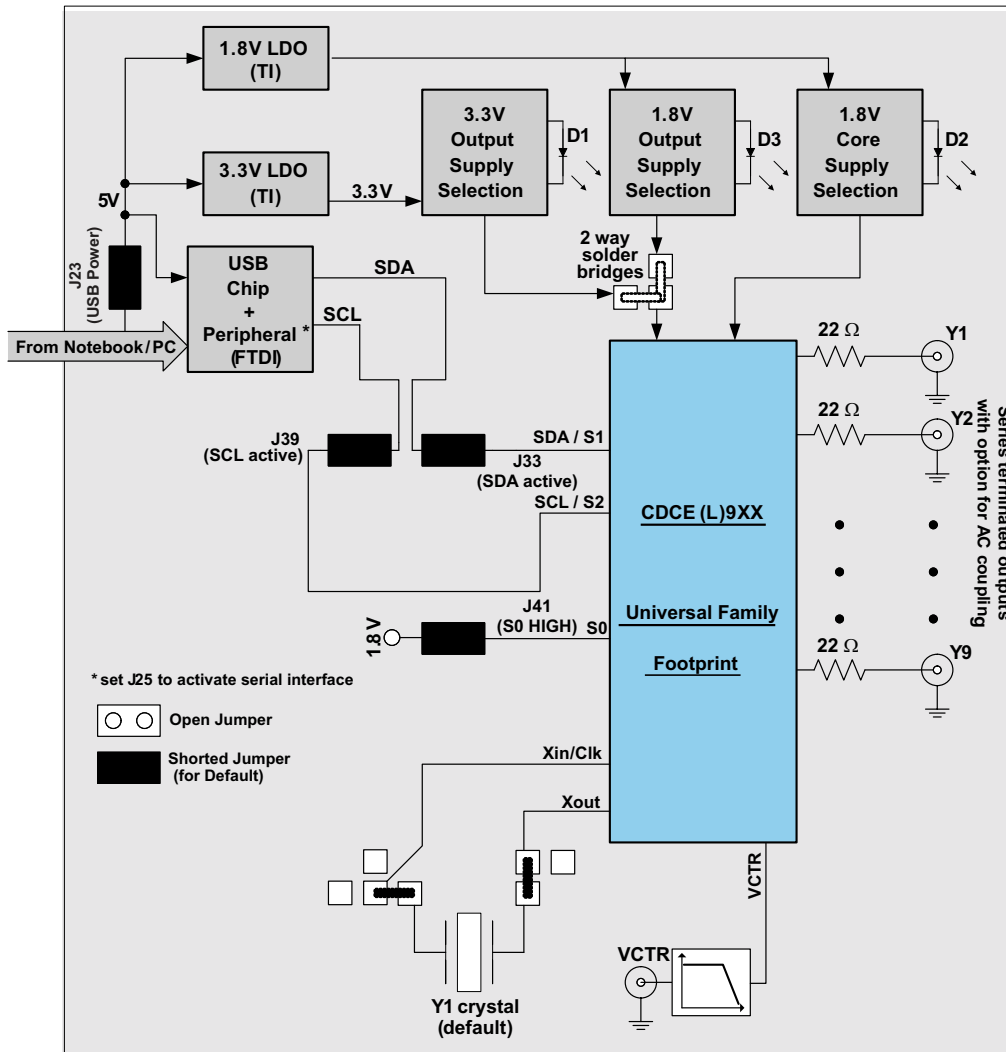 1.8V LDO
(TI)
3.3V
Output
Supply
Selection
D1
1.8V
Output
Supply
Selection
D3
1.8V
Core
Supply
Selection
D2
3.3V LDO
(TI)
3.3V
5V
J23
(USB Power)
USB
Chip
+
Peripheral *
(FTDI)
SDA
SCL
2 way
solder
bridges
From Notebook/PC
22 Ω
Y1
22 Ω
Y2
Series terminated outputs
with option for AC coupling
J39
(SCL active)
SDA / S1
J33
(SDA active)
SCL / S2
CDCE (L)9XX
J41
(S0 HIGH)
S0
1.8 V
Universal Family
Footprint
22 Ω
Y9
* set J25 to activate serial interface
Open Jumper
Shorted Jumper
(for Default)
Xin/Clk
Xout
VCTR
VCTR
Y1 crystal
(default)